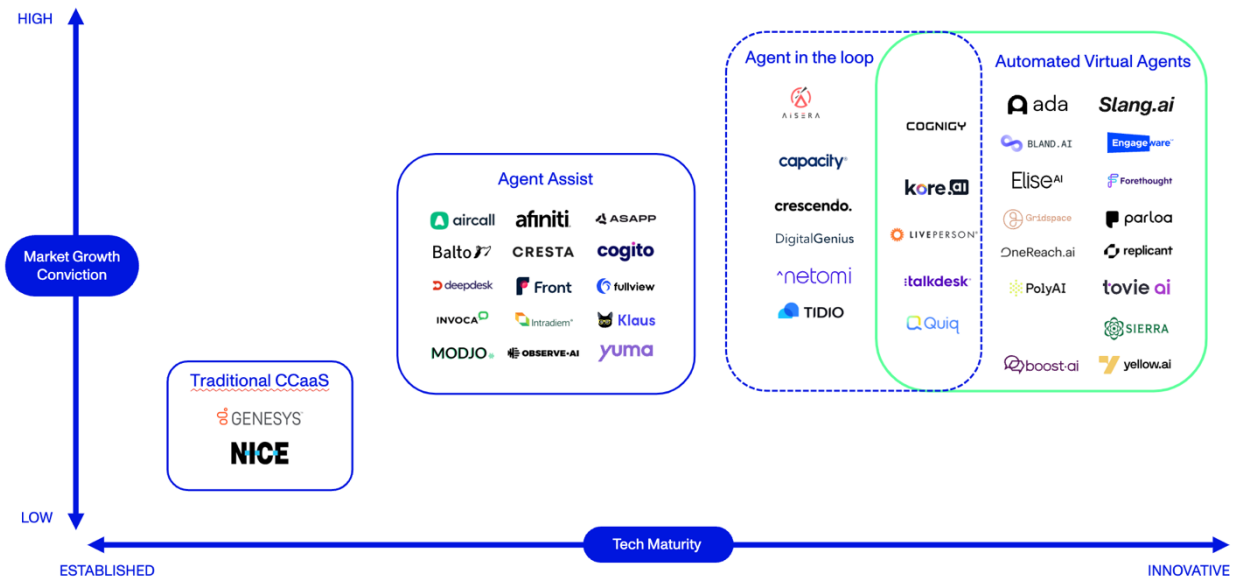 HIGH
Market Growth
Conviction
LOW
Traditional CCaaS
GENESYS
NICE
Agent Assist
aircall
afiniti
ASAPP
Balto
CRESTA
cogito
deepdesk
Front
fullview
INVOCA
Intradiem
Klaus
MODJO.
OBSERVE•AI
yuma
Agent in the loop
AISERA
capacity
crescendo.
DigitalGenius
^netomi
TIDIO
COGNIGY
kore.ai
LIVEPERSON
:talkdesk
Quiq
Automated Virtual Agents
ada
Slang.ai
BLAND.AI
Engageware
EliseAI
Forethought
Gridspace
parloa
OneReach.ai
replicant
PolyAI
tovie ai
SIERRA
boost.ai
yellow.ai
Tech Maturity
ESTABLISHED
INNOVATIVE